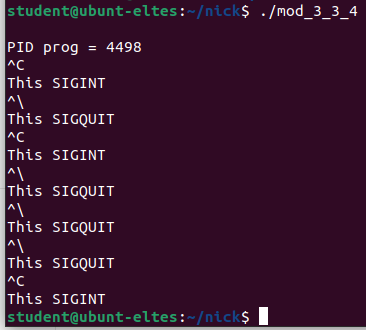 student@ubunt-eltes:~/nick$ ./mod_3_3_4
PID prog = 4498
^C
This SIGINT
^\
This SIGQUIT
^C
This SIGINT
^\
This SIGQUIT
^\
This SIGQUIT
^\
This SIGQUIT
^C
This SIGINT
student@ubunt-eltes:~/nick$